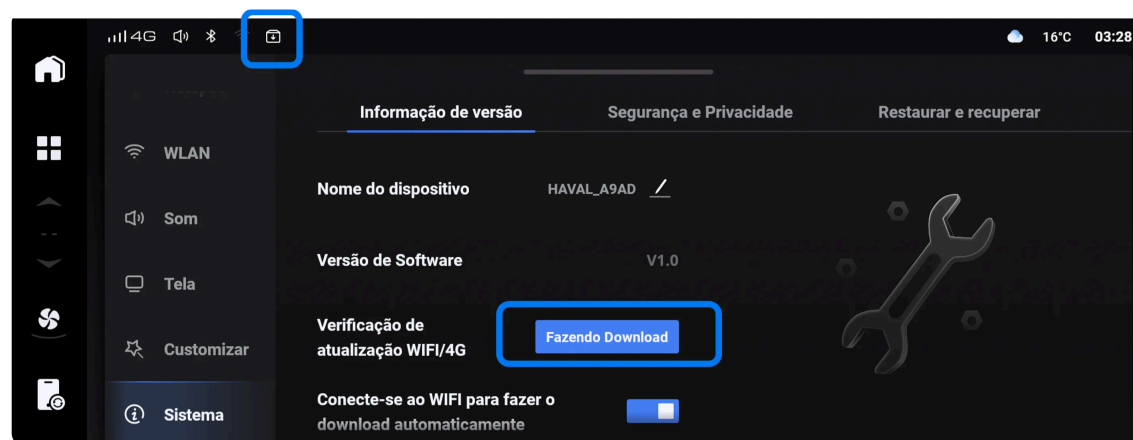 4G 16°C 03:28
Informação de versão Segurança e Privacidade Restaurar e recuperar
WLAN
Nome do dispositivo HAVAL_A9AD
Som
Versão de Software V1.0
Tela
Verificação de
atualização WIFI/4G Fazendo Download
Customizar
Conecte-se ao WIFI para fazer o
download automaticamente
Sistema